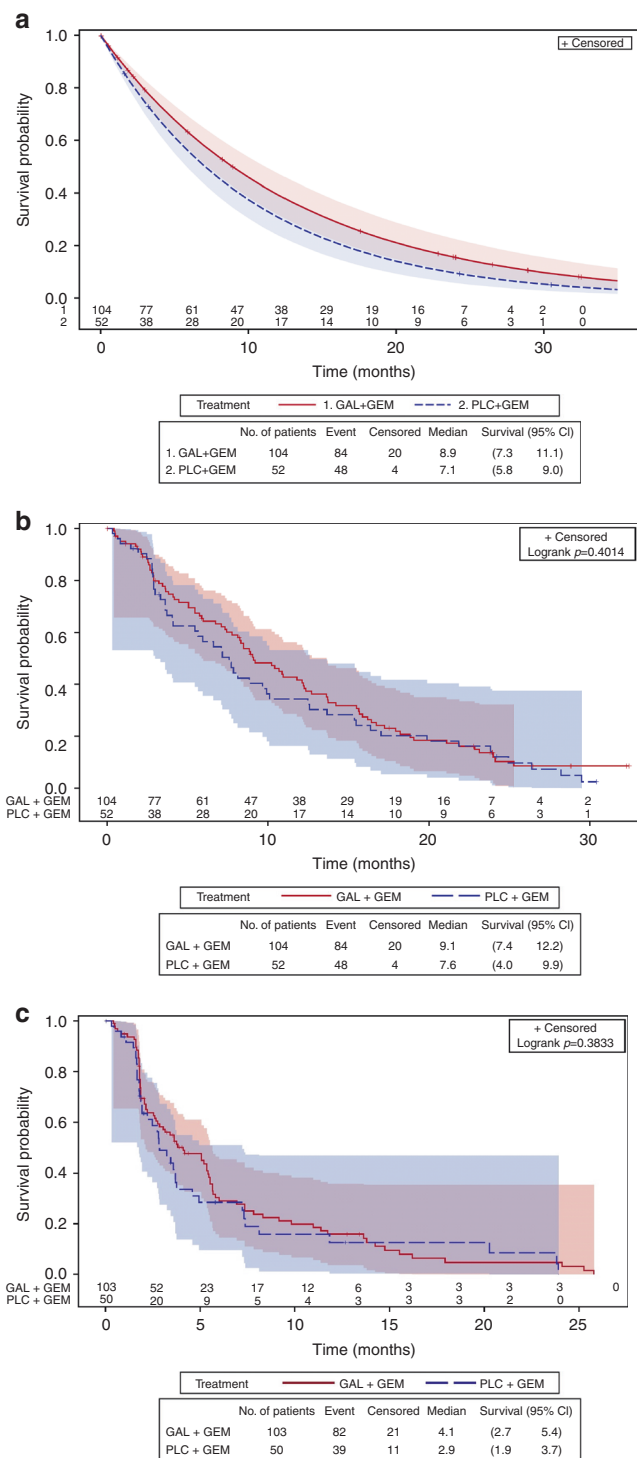 a
1.0
0.8
0.6
0.4
0.2
0.0
Survival probability
+ Censored
1 104 77 61 47 38 29 19 16 7 4 2 0
2 52 38 28 20 17 14 10 9 6 3 1 0
0 10 20 30
Time (months)
Treatment 1. GAL+GEM 2. PLC+GEM
No. of patients Event Censored Median Survival (95% CI)
1. GAL+GEM 104 84 20 8.9 (7.3 11.1)
2. PLC+GEM 52 48 4 7.1 (5.8 9.0)
b
1.0
0.8
0.6
0.4
0.2
0.0
Survival probability
+ Censored
Logrank p=0.4014
GAL + GEM 104 77 61 47 38 29 19 16 7 4 2
PLC + GEM 52 38 28 20 17 14 10 9 6 3 1
0 10 20 30
Time (months)
Treatment GAL + GEM PLC + GEM
No. of patients Event Censored Median Survival (95% CI)
GAL + GEM 104 84 20 9.1 (7.4 12.2)
PLC + GEM 52 48 4 7.6 (4.0 9.9)
c
1.0
0.8
0.6
0.4
0.2
0.0
Survival probability
+ Censored
Logrank p=0.3833
GAL + GEM 103 52 23 17 12 6 3 3 3 3 0
PLC + GEM 50 20 9 5 4 3 3 3 2 0
0 5 10 15 20 25
Time (months)
Treatment GAL + GEM PLC + GEM
No. of patients Event Censored Median Survival (95% CI)
GAL + GEM 103 82 21 4.1 (2.7 5.4)
PLC + GEM 50 39 11 2.9 (1.9 3.7)